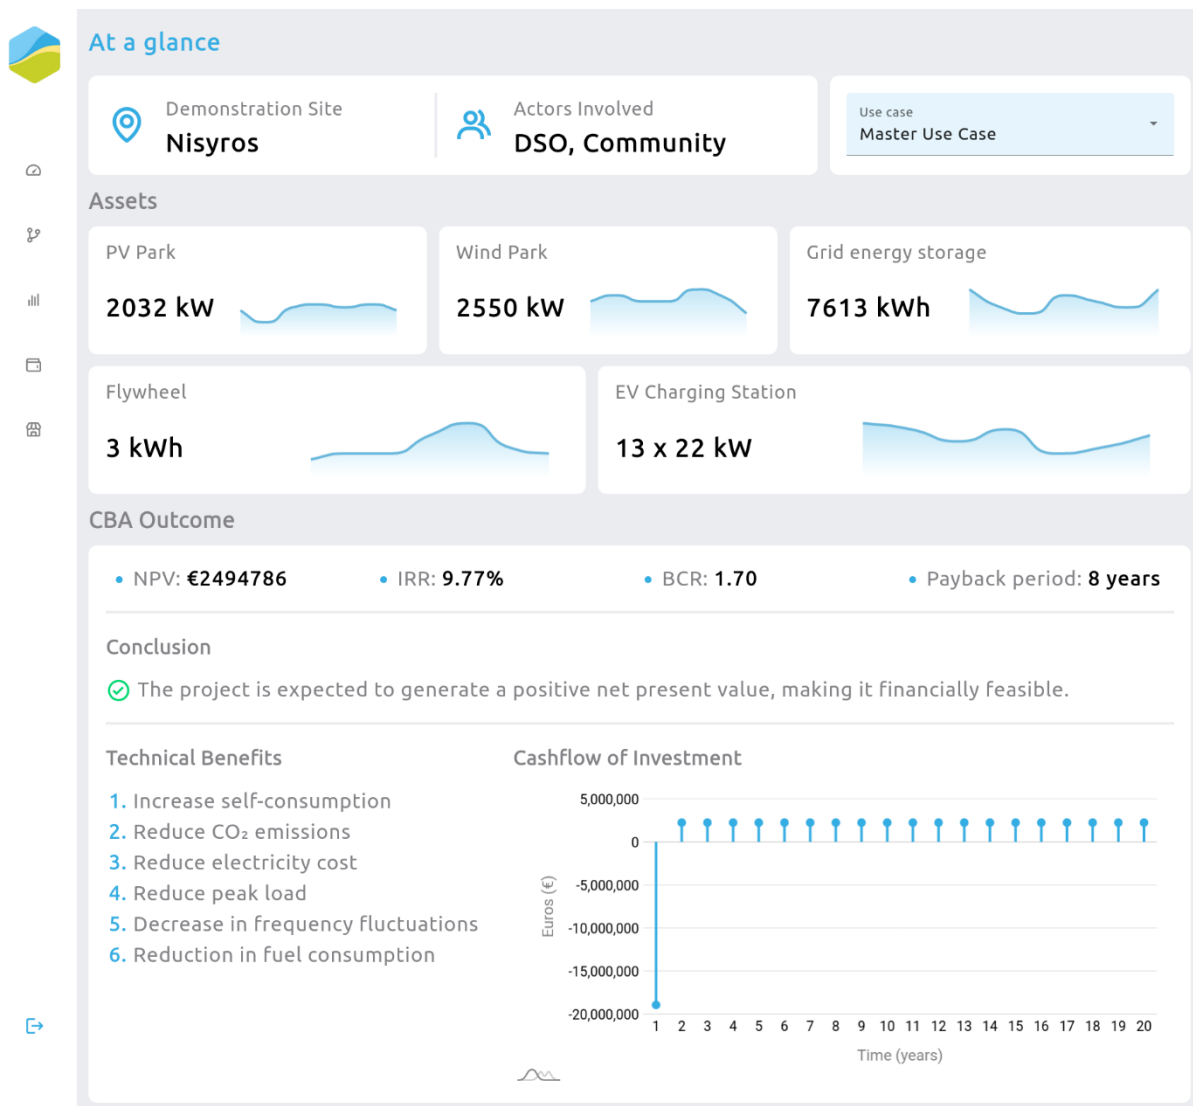 At a glance
Demonstration Site
Nisyros
Actors Involved
DSO, Community
Use case
Master Use Case
Assets
PV Park
2032 kW
Wind Park
2550 kW
Grid energy storage
7613 kWh
Flywheel
3 kWh
EV Charging Station
13 x 22 kW
CBA Outcome
NPV: €2494786
IRR: 9.77%
BCR: 1.70
Payback period: 8 years
Conclusion
The project is expected to generate a positive net present value, making it financially feasible.
Technical Benefits
1. Increase self-consumption
2. Reduce CO₂ emissions
3. Reduce electricity cost
4. Reduce peak load
5. Decrease in frequency fluctuations
6. Reduction in fuel consumption
Cashflow of Investment
5,000,000
0
-5,000,000
-10,000,000
-15,000,000
-20,000,000
Euros (€)
1 2 3 4 5 6 7 8 9 10 11 12 13 14 15 16 17 18 19 20
Time (years)